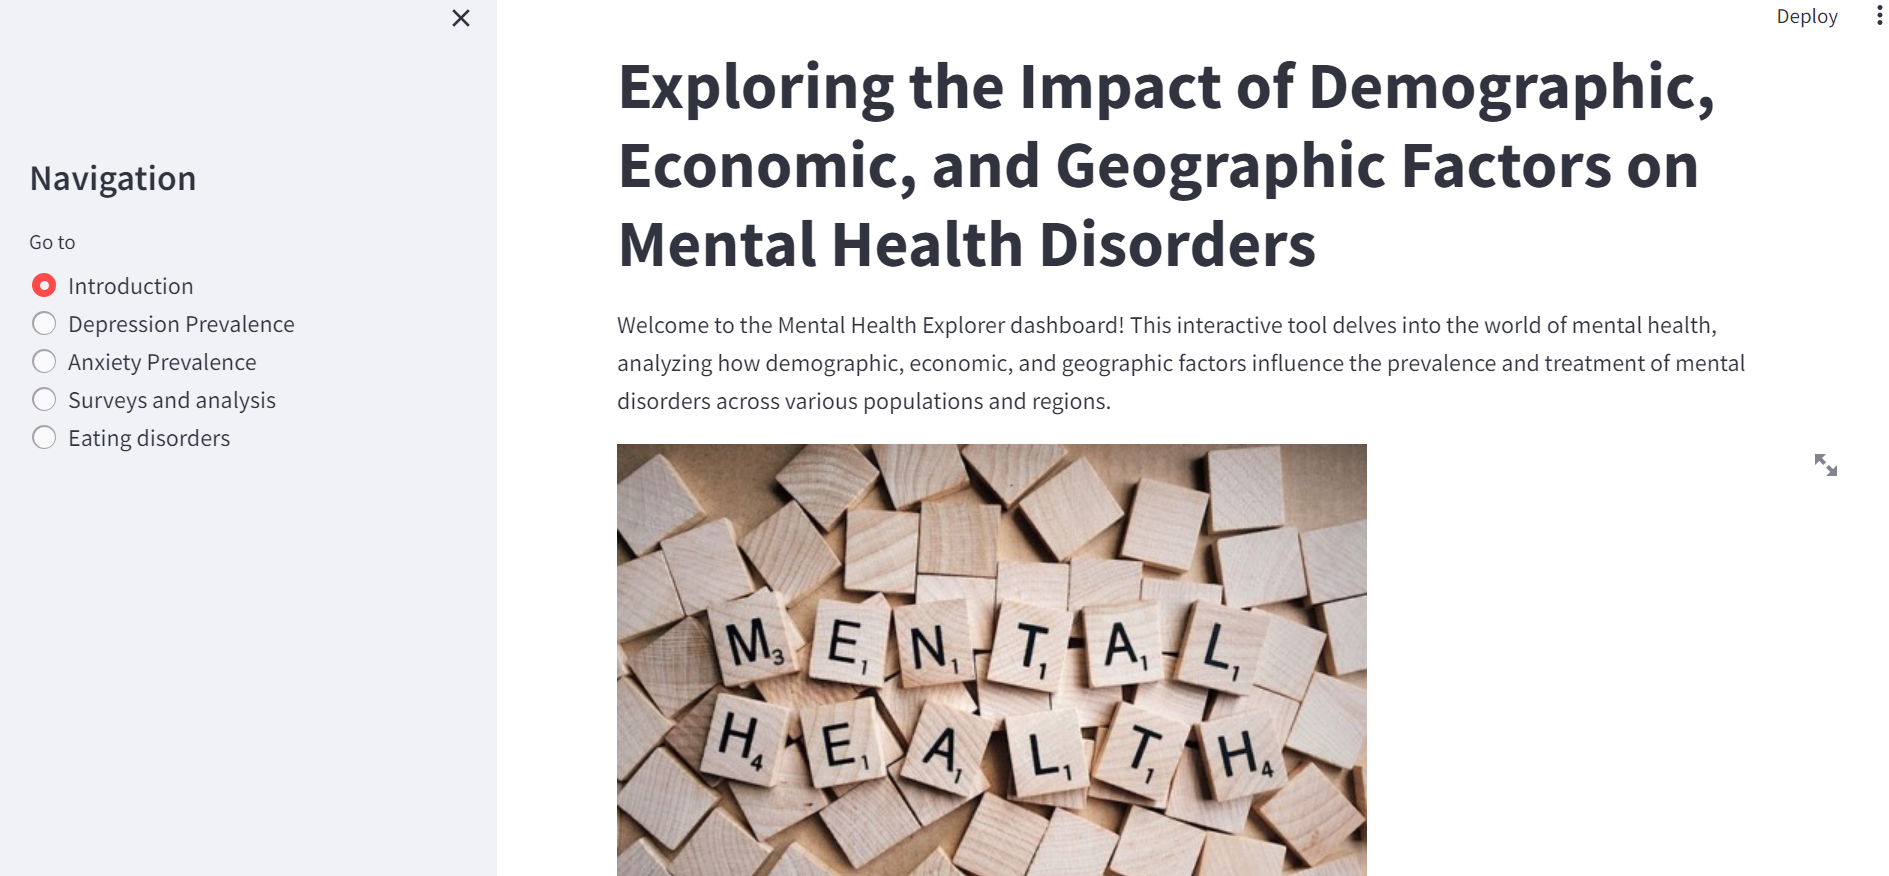 Deploy
Navigation
Go to
Introduction
Depression Prevalence
Anxiety Prevalence
Surveys and analysis
Eating disorders
Exploring the Impact of Demographic,
Economic, and Geographic Factors on
Mental Health Disorders
Welcome to the Mental Health Explorer dashboard! This interactive tool delves into the world of mental health,
analyzing how demographic, economic, and geographic factors influence the prevalence and treatment of mental
disorders across various populations and regions.
M3 E1 N1 T1 A1 L1
H4 E1 A1 L1 T1 H4